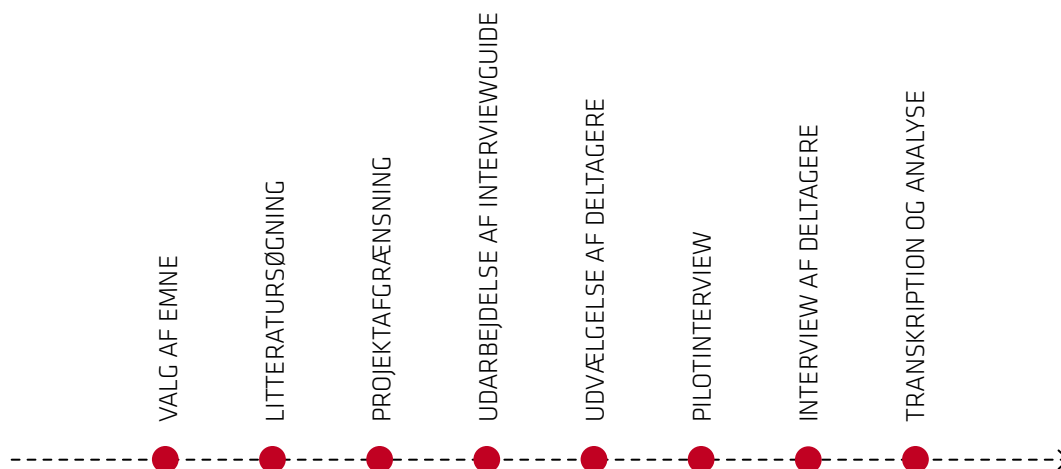 VALG AF EMNE
LITTERATURSØGNING
PROJEKTAFGRÆNSNING
UDARBEJDELSE AF INTERVIEWGUIDE
UDVÆLGELSE AF DELTAGERE
PILOTINTERVIEW
INTERVIEW AF DELTAGERE
TRANSKRIPTION OG ANALYSE